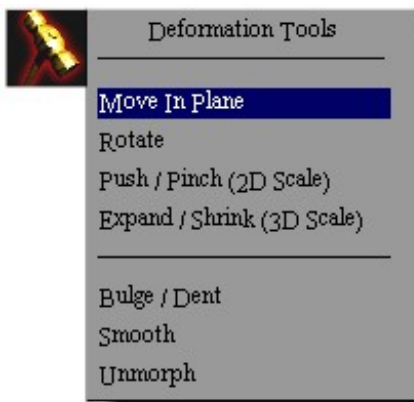 Deformation Tools
Move In Plane
Rotate
Push / Pinch (2D Scale)
Expand / Shrink (3D Scale)
Bulge / Dent
Smooth
Unmorph